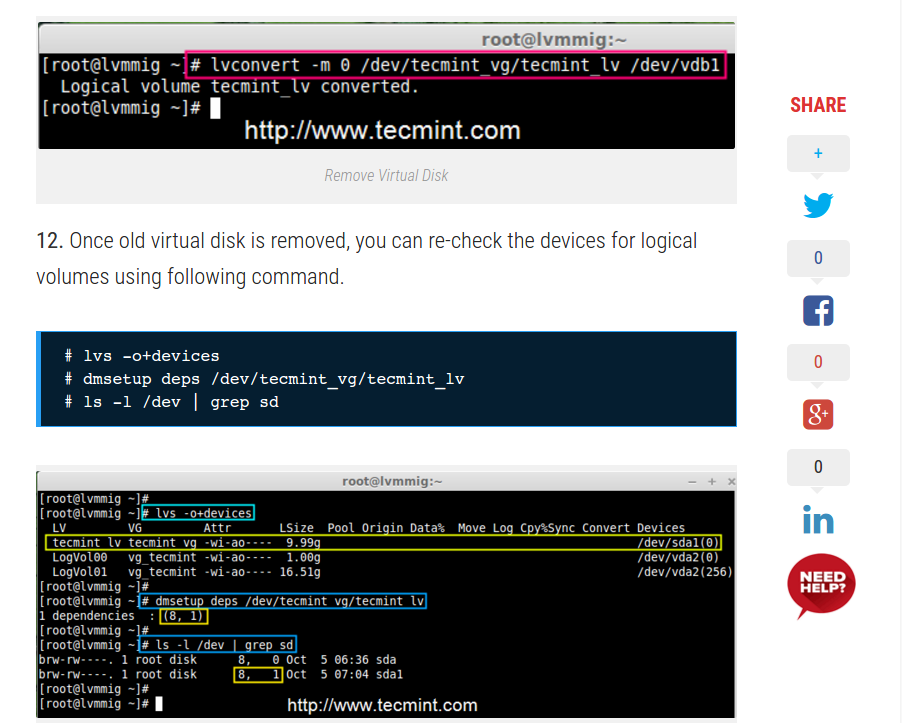 root@lvmmig:~
[root@lvmmig ~]# lvconvert -m 0 /dev/tecmint_vg/tecmint_lv /dev/vdb1
Logical volume tecmint_lv converted.
[root@lvmmig ~]#
http://www.tecmint.com
Remove Virtual Disk
12. Once old virtual disk is removed, you can re-check the devices for logical
volumes using following command.
# lvs -o+devices
# dmsetup deps /dev/tecmint_vg/tecmint_lv
# ls -l /dev | grep sd
root@lvmmig:~
[root@lvmmig ~]#
[root@lvmmig ~]# lvs -o+devices
LV VG Attr LSize Pool Origin Data% Move Log Cpy%Sync Convert Devices
tecmint_lv tecmint_vg -wi-ao---- 9.99g /dev/sda1(0)
LogVol00 vg_tecmint -wi-ao---- 1.00g /dev/vda2(0)
LogVol01 vg_tecmint -wi-ao---- 16.51g /dev/vda2(256)
[root@lvmmig ~]#
[root@lvmmig ~]# dmsetup deps /dev/tecmint_vg/tecmint_lv
1 dependencies : (8, 1)
[root@lvmmig ~]#
[root@lvmmig ~]# ls -l /dev | grep sd
brw-rw----. 1 root disk 8, 0 Oct 5 06:36 sda
brw-rw----. 1 root disk 8, 1 Oct 5 07:04 sda1
[root@lvmmig ~]#
[root@lvmmig ~]#
http://www.tecmint.com
SHARE
+
0
0
g+
0
in
NEED
HELP?